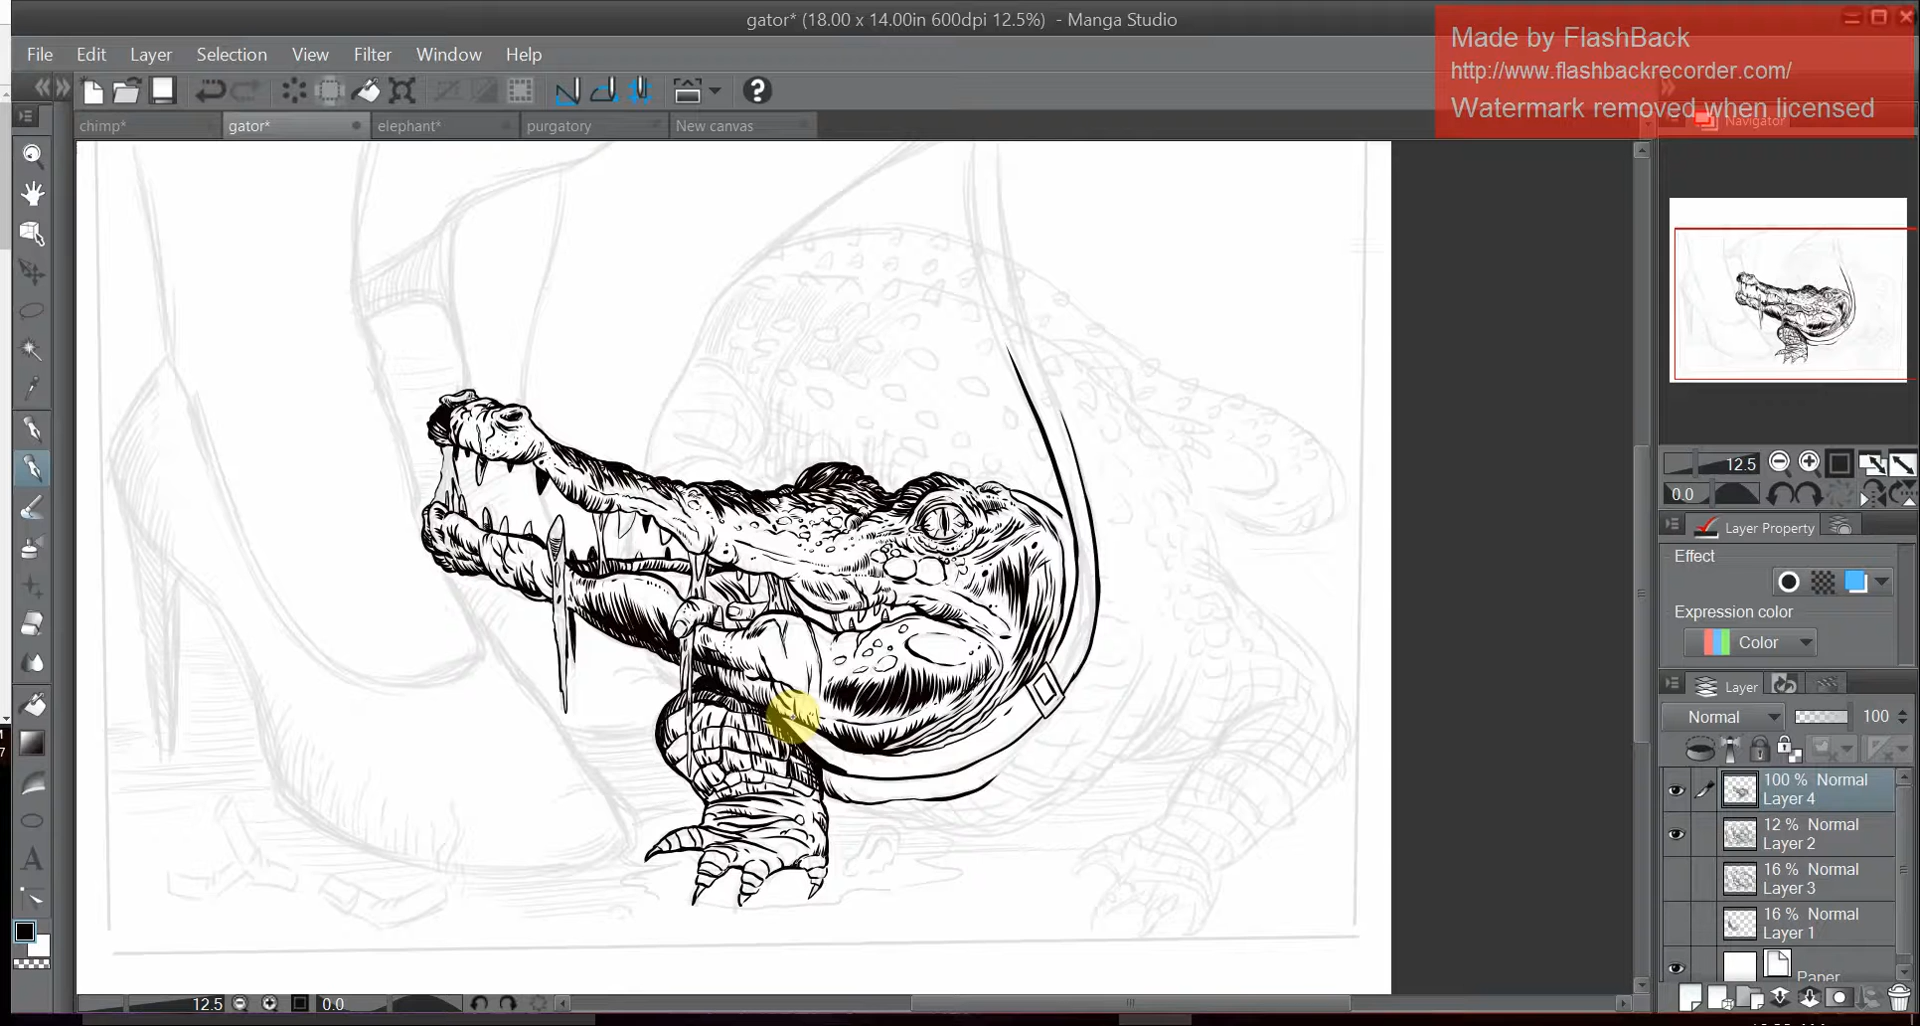 gator* (18.00 x 14.00in 600dpi 12.5%) - Manga Studio
Made by FlashBack
http://www.flashbackrecorder.com/
Watermark removed when licensed
File Edit Layer Selection View Filter Window Help
chimp* gator* elephant* purgatory New canvas
Navigator
12.5
0.0
Layer Property
Effect
Expression color
Color
Layer
Normal 100
100 % Normal
Layer 4
12 % Normal
Layer 2
16 % Normal
Layer 3
16 % Normal
Layer 1
Paper
12.5 0.0